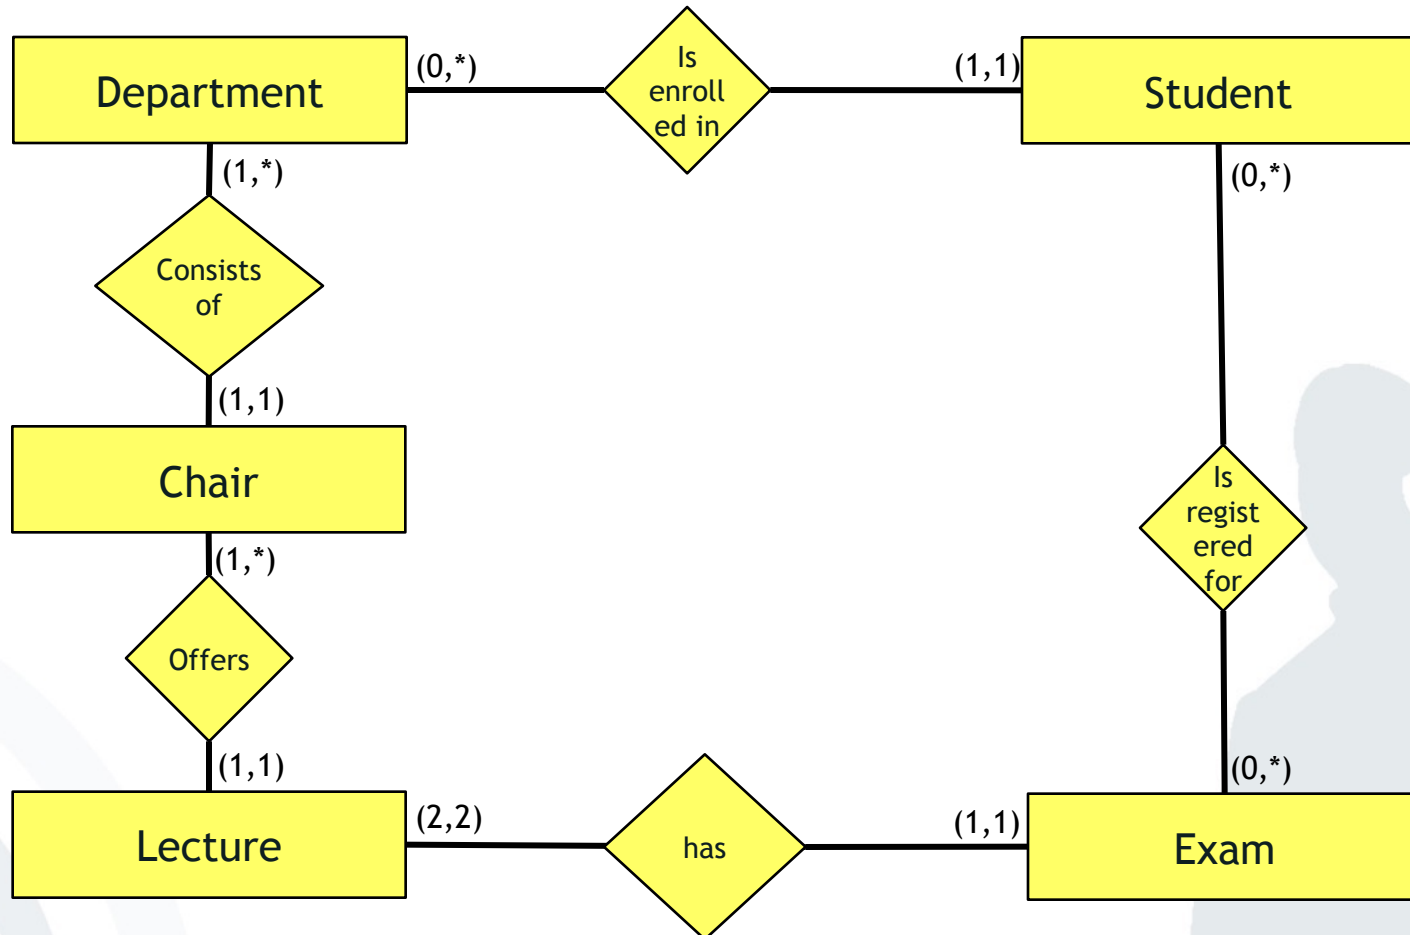 Department
(0,*)
Is
enroll
ed in
(1,1)
Student
(1,*)
(0,*)
Consists
of
(1,1)
Chair
Is
regist
ered
for
(1,*)
Offers
(1,1)
(0,*)
Lecture
(2,2)
has
(1,1)
Exam